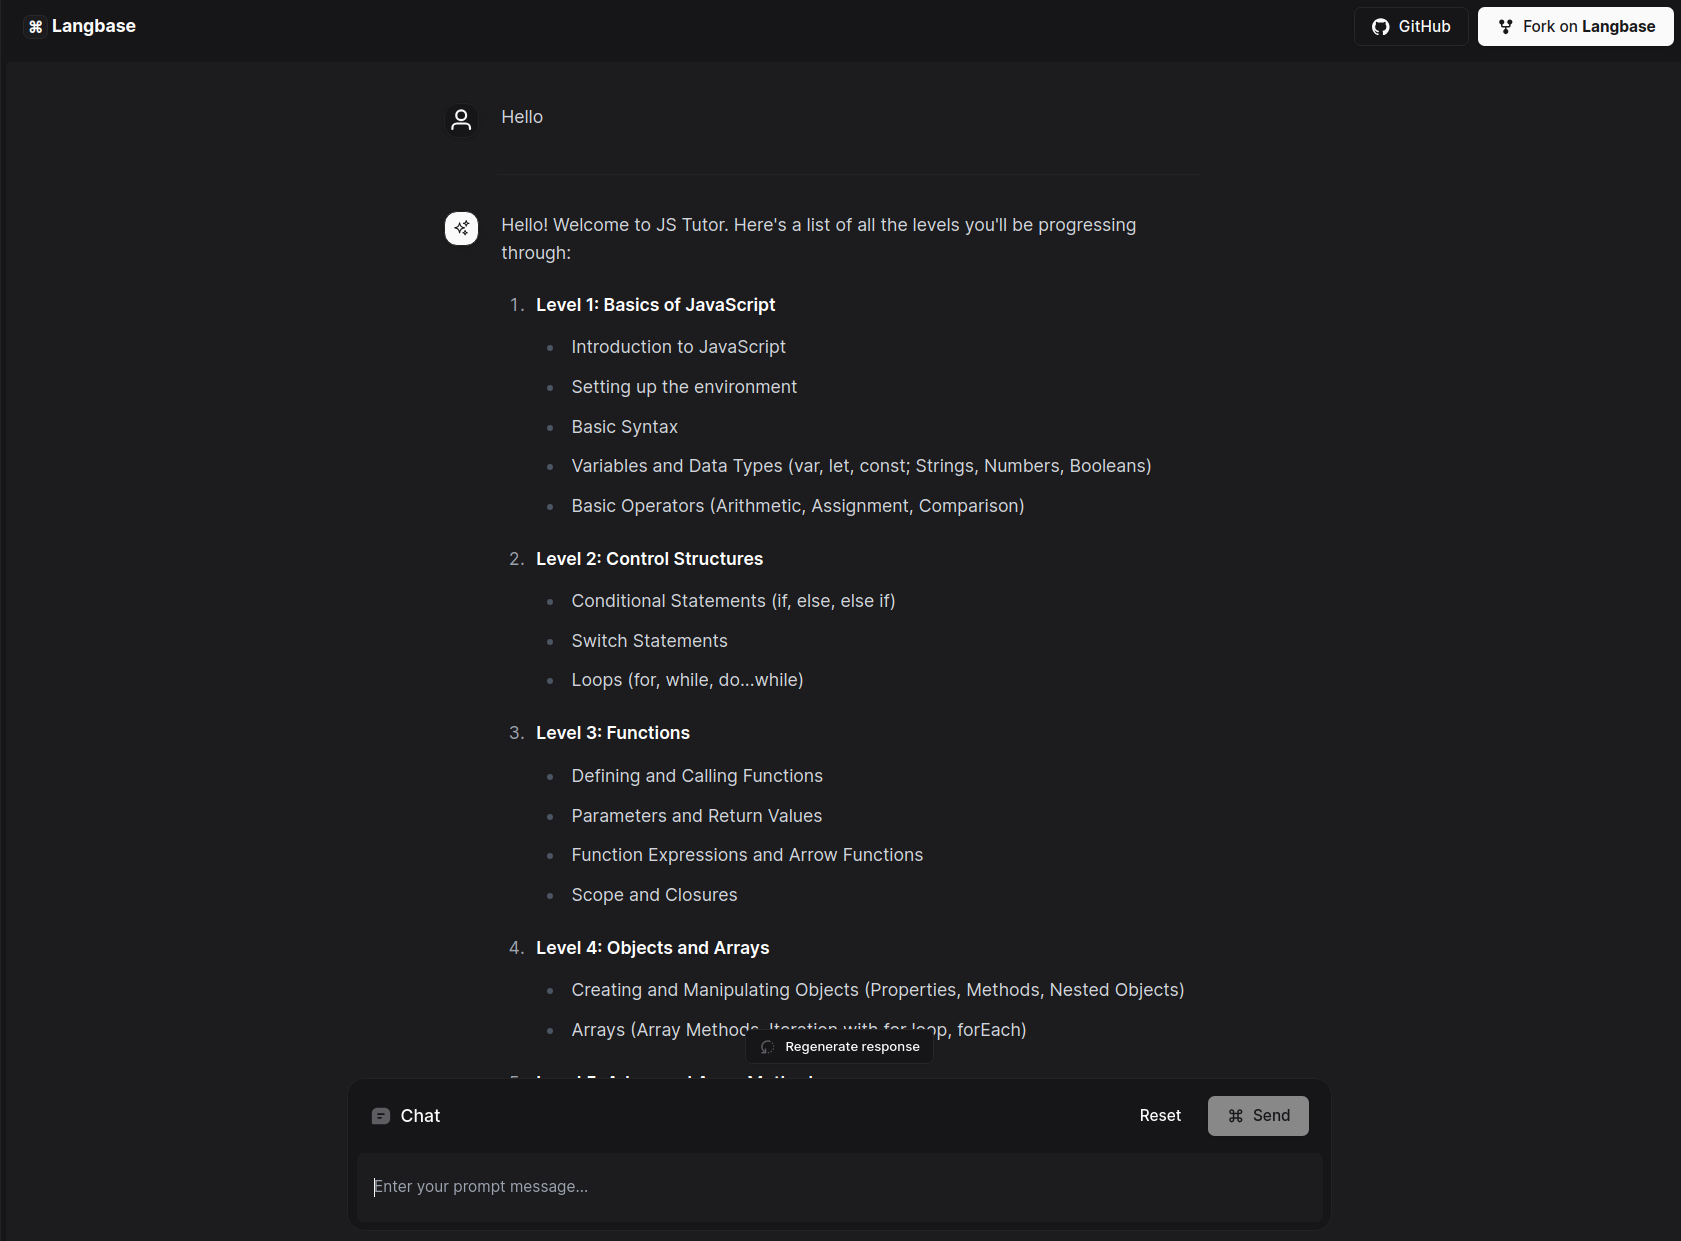 Langbase
GitHub
Fork on Langbase
Hello
Hello! Welcome to JS Tutor. Here's a list of all the levels you'll be progressing
through:
1. Level 1: Basics of JavaScript
Introduction to JavaScript
Setting up the environment
Basic Syntax
Variables and Data Types (var, let, const; Strings, Numbers, Booleans)
Basic Operators (Arithmetic, Assignment, Comparison)
2. Level 2: Control Structures
Conditional Statements (if, else, else if)
Switch Statements
Loops (for, while, do...while)
3. Level 3: Functions
Defining and Calling Functions
Parameters and Return Values
Function Expressions and Arrow Functions
Scope and Closures
4. Level 4: Objects and Arrays
Creating and Manipulating Objects (Properties, Methods, Nested Objects)
Arrays (Array Methods, Iteration with for loop, forEach)
Regenerate response
Chat
Reset
⌘ Send
Enter your prompt message...